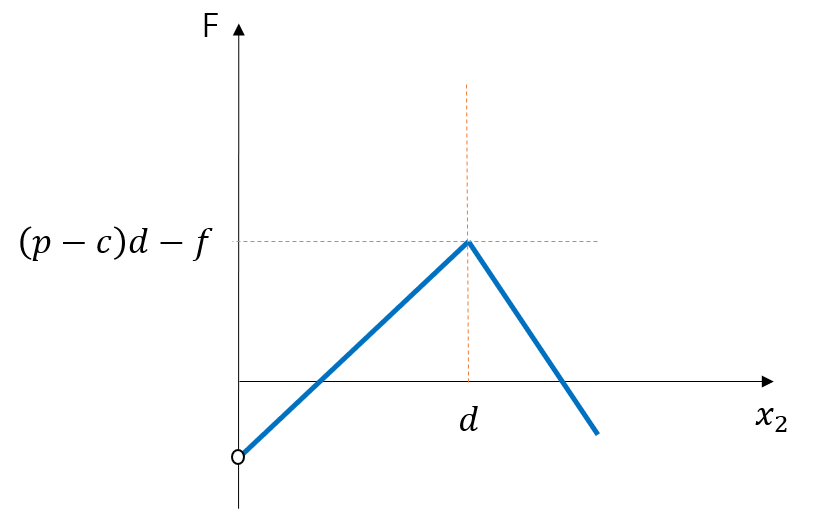 F
(p − c)d − f
d
x₂